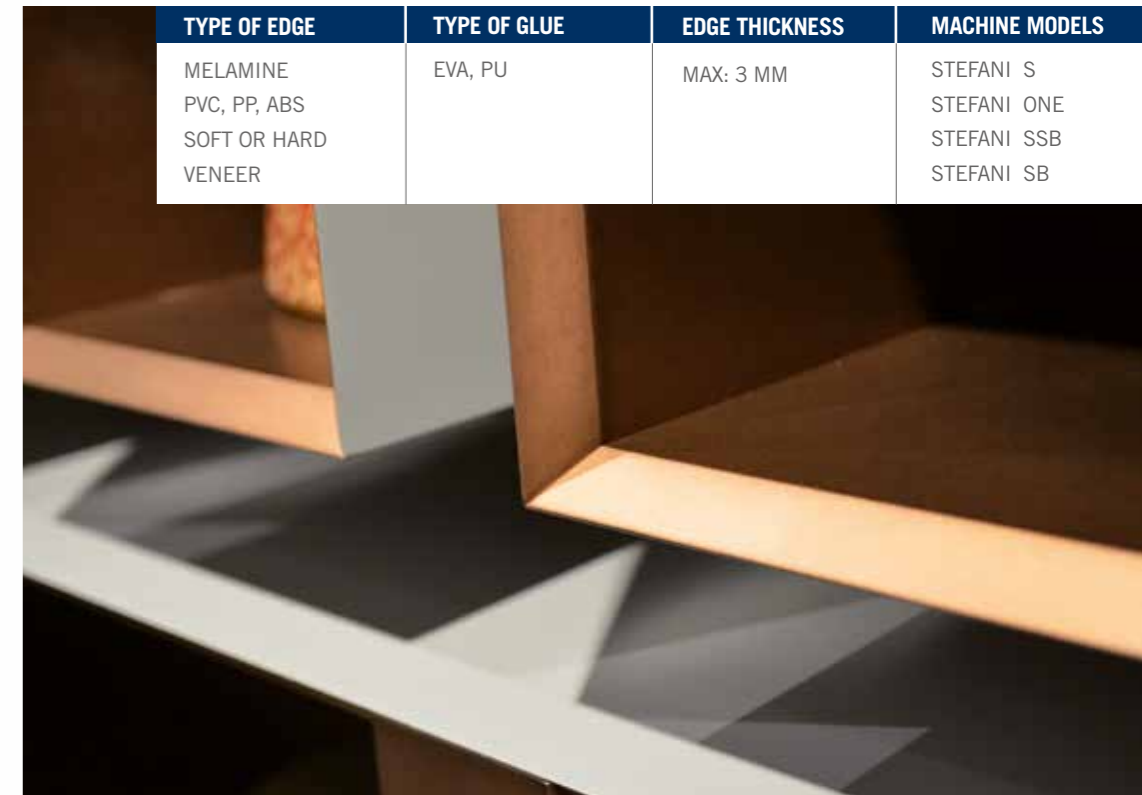 TYPE OF EDGE
TYPE OF GLUE
EDGE THICKNESS
MACHINE MODELS
MELAMINE
PVC, PP, ABS
SOFT OR HARD
VENEER
EVA, PU
MAX: 3 MM
STEFANI S
STEFANI ONE
STEFANI SSB
STEFANI SB